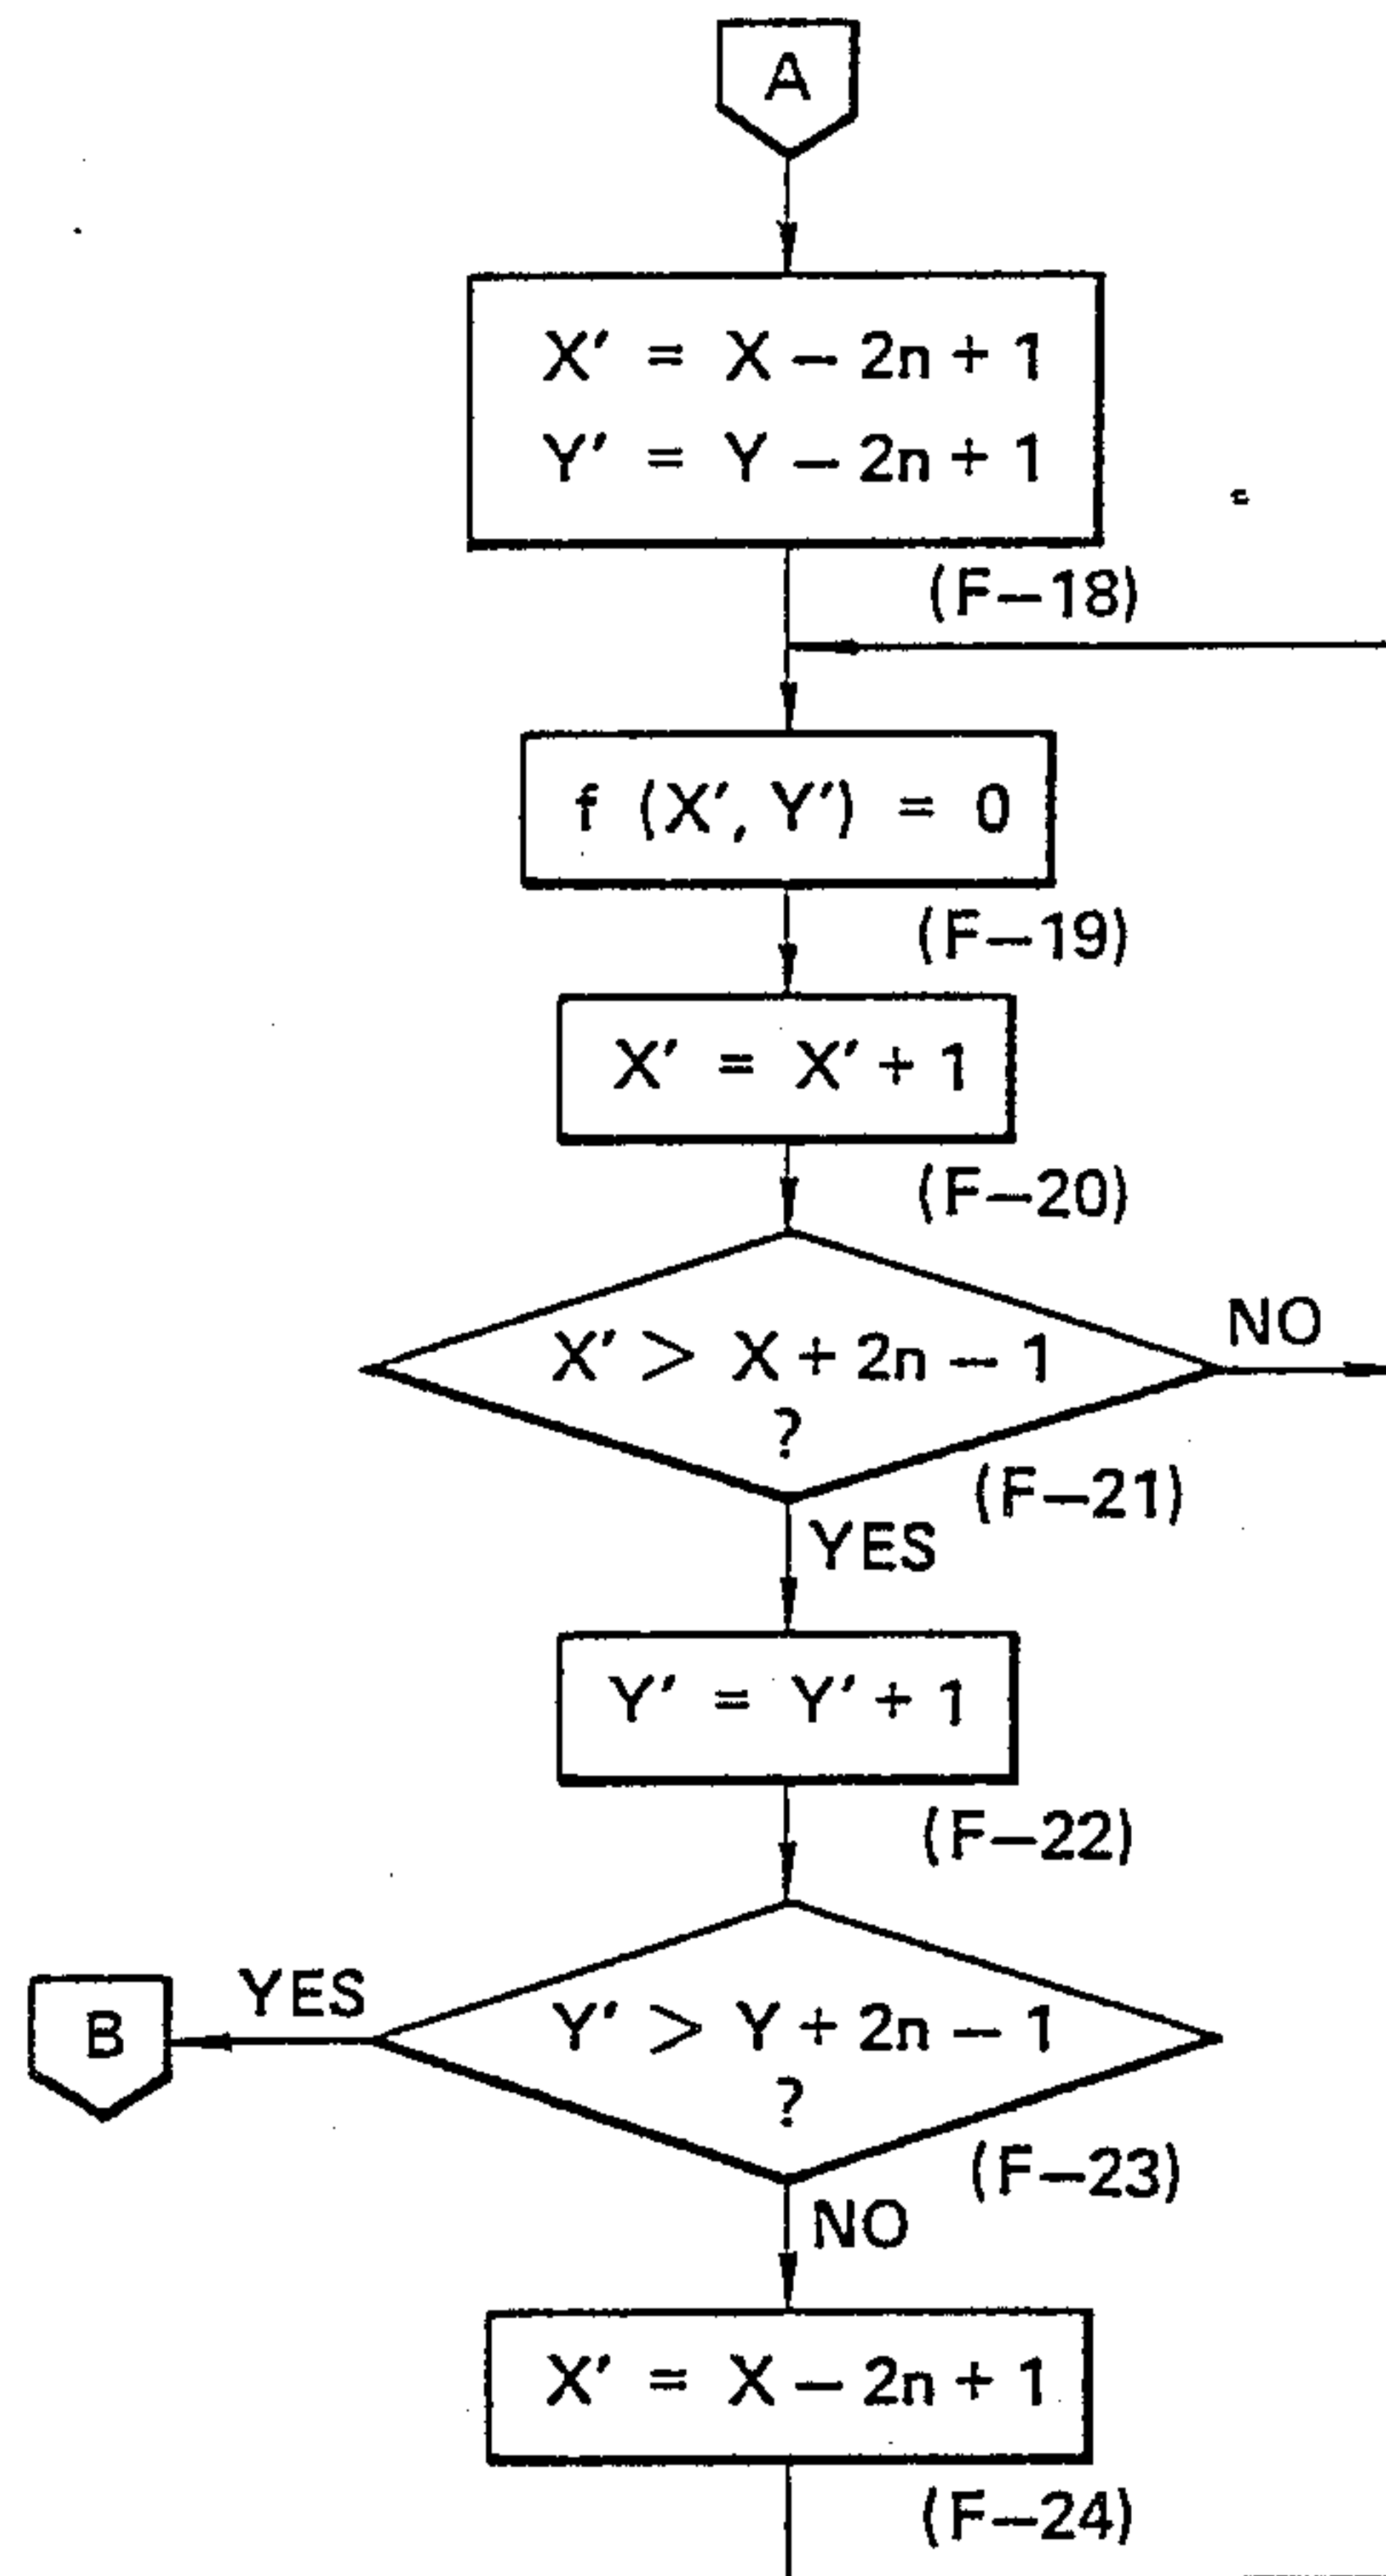 A
X′ = X − 2n + 1
Y′ = Y − 2n + 1
(F−18)
f (X′, Y′) = 0
(F−19)
X′ = X′ + 1
(F−20)
X′ > X + 2n − 1
?
NO
(F−21)
YES
Y′ = Y′ + 1
(F−22)
Y′ > Y + 2n − 1
?
YES
B
(F−23)
NO
X′ = X − 2n + 1
(F−24)